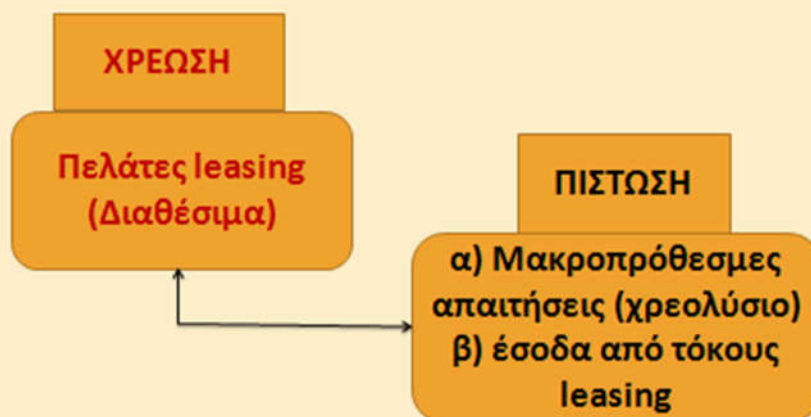 ΧΡΕΩΣΗ
Πελάτες leasing
(Διαθέσιμα)
ΠΙΣΤΩΣΗ
α) Μακροπρόθεσμες
απαιτήσεις (χρεολύσιο)
β) έσοδα από τόκους
leasing